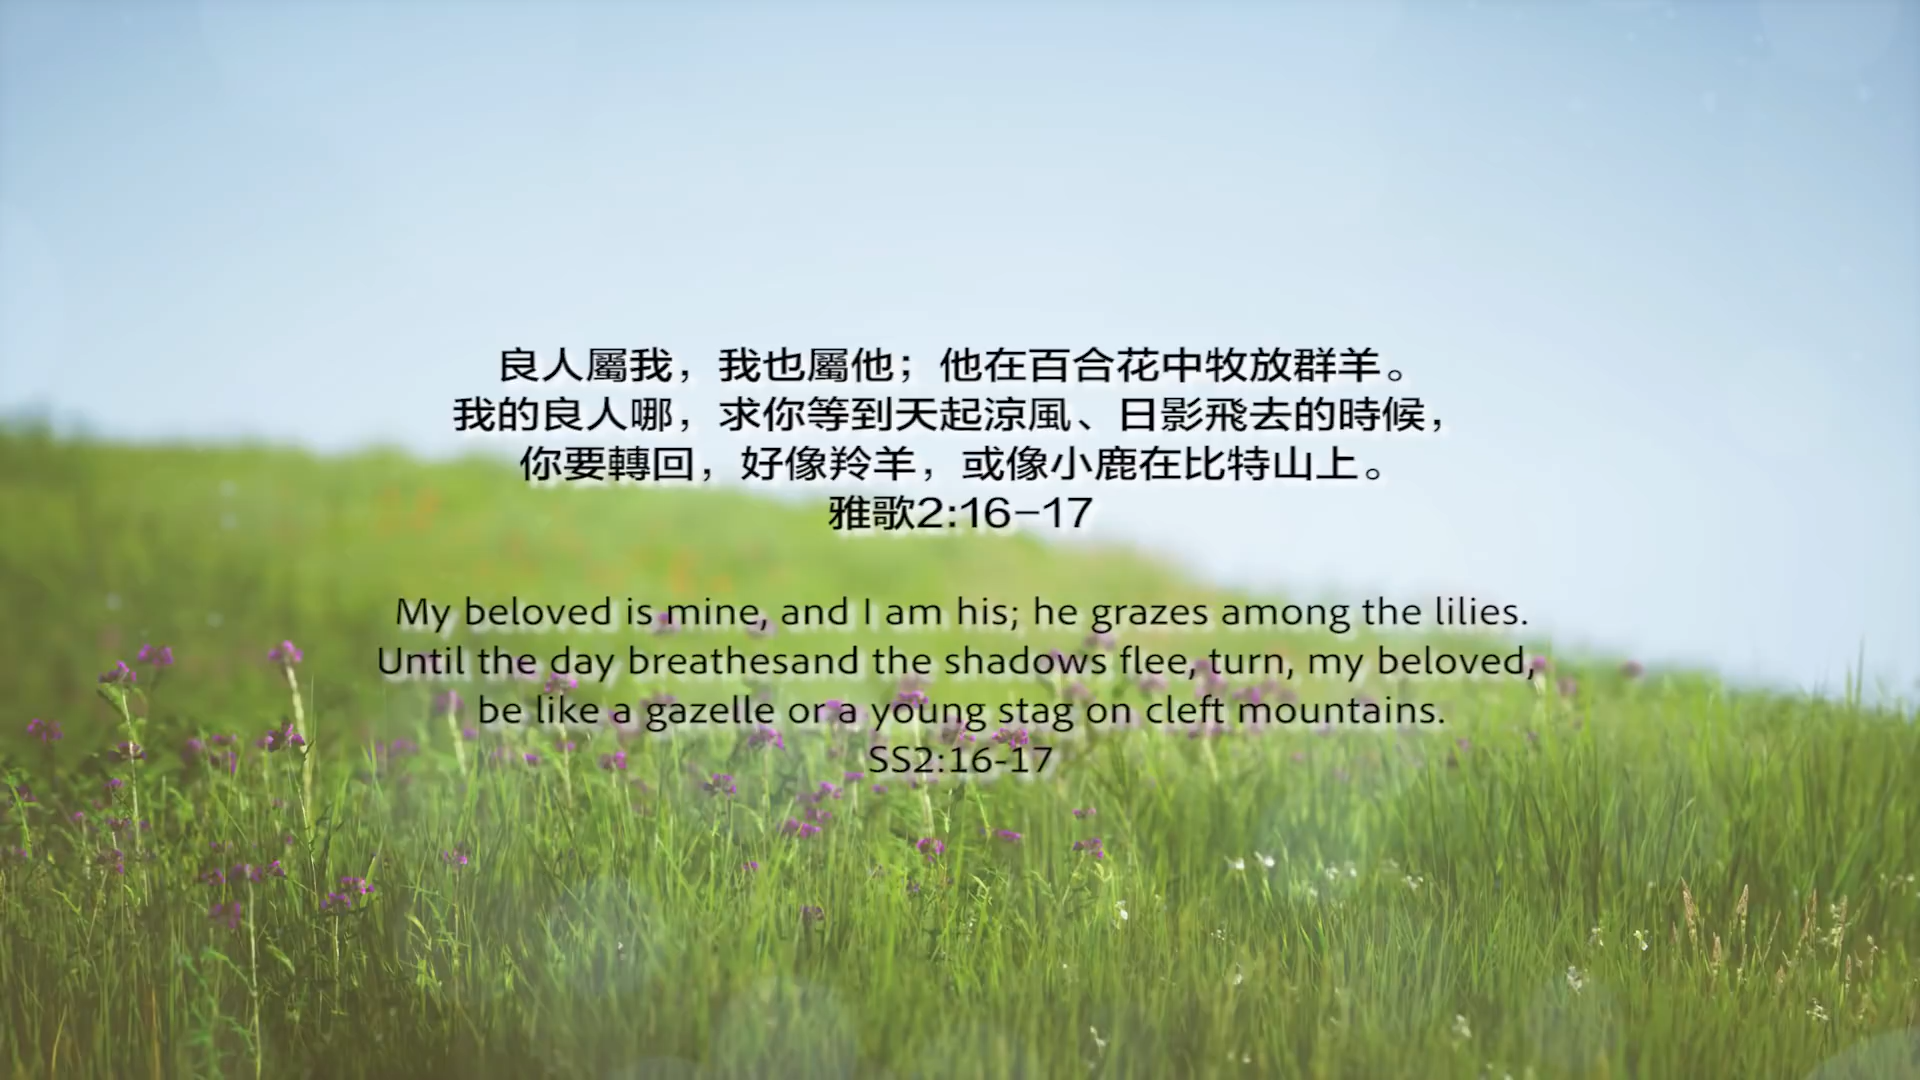 良人屬我，我也屬他；他在百合花中牧放群羊。
我的良人哪，求你等到天起涼風、日影飛去的時候，
你要轉回，好像羚羊，或像小鹿在比特山上。
雅歌2:16-17
My beloved is mine, and I am his; he grazes among the lilies.
Until the day breathesand the shadows flee, turn, my beloved,
be like a gazelle or a young stag on cleft mountains.
SS2:16-17